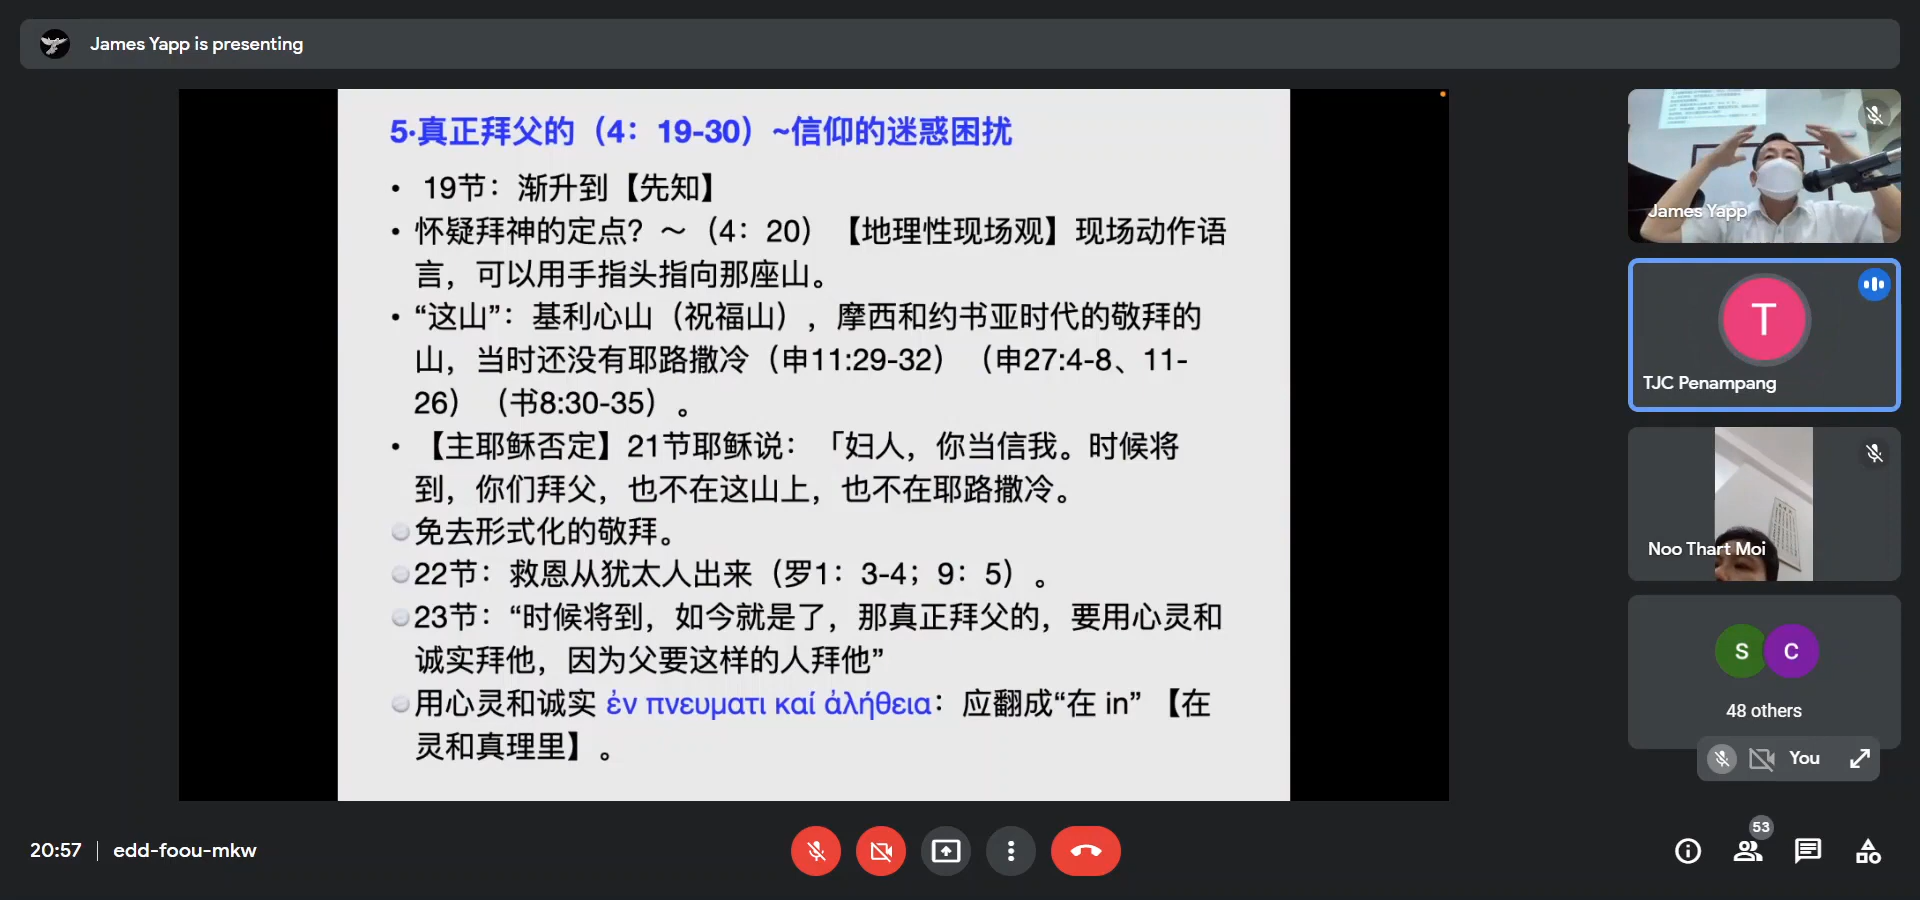 James Yapp is presenting
5·真正拜父的（4：19-30）~信仰的迷惑困扰
• 19节：渐升到【先知】
• 怀疑拜神的定点？～（4：20）【地理性现场观】现场动作语
言，可以用手指头指向那座山。
• “这山”：基利心山（祝福山），摩西和约书亚时代的敬拜的
山，当时还没有耶路撒冷（申11:29-32）（申27:4-8、11-
26）（书8:30-35）。
• 【主耶稣否定】21节耶稣说：「妇人，你当信我。时候将
到，你们拜父，也不在这山上，也不在耶路撒冷。
免去形式化的敬拜。
22节：救恩从犹太人出来（罗1：3-4；9：5）。
23节：“时候将到，如今就是了，那真正拜父的，要用心灵和
诚实拜他，因为父要这样的人拜他”
用心灵和诚实 ἐν πνευματι καί ἀλήθεια：应翻成“在 in”【在
灵和真理里】。
James Yapp
T
TJC Penampang
Noo Thart Moi
S C
48 others
You
20:57 | edd-foou-mkw
53